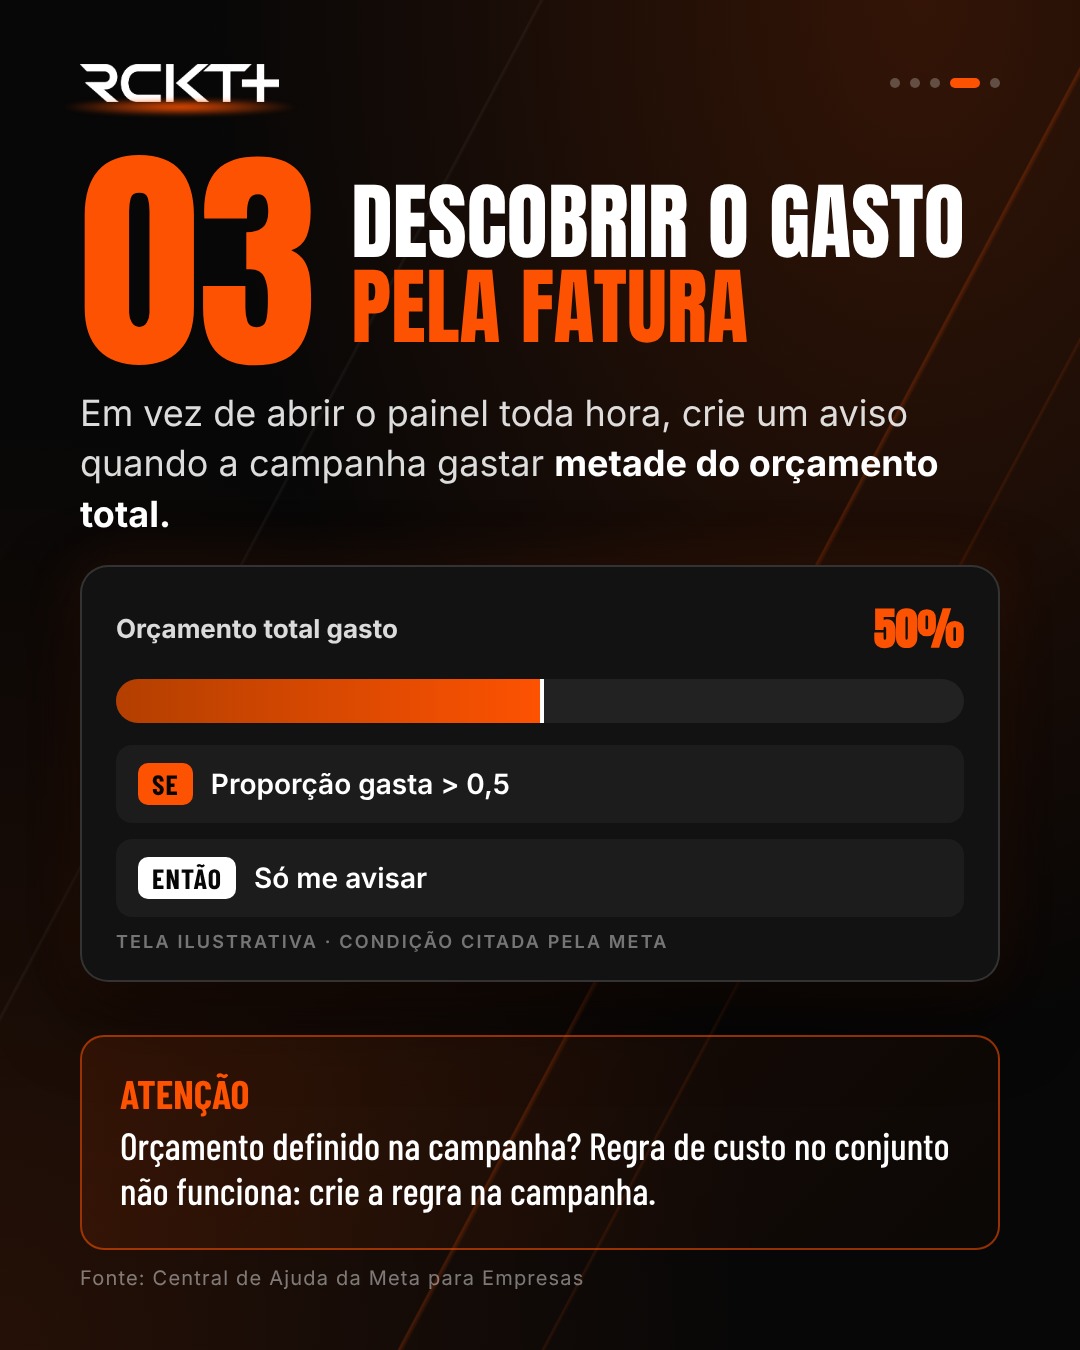 RCKT+
03
DESCOBRIR O GASTO
PELA FATURA
Em vez de abrir o painel toda hora, crie um aviso
quando a campanha gastar metade do orçamento
total.
Orçamento total gasto
50%
SE Proporção gasta > 0,5
ENTÃO Só me avisar
TELA ILUSTRATIVA · CONDIÇÃO CITADA PELA META
ATENÇÃO
Orçamento definido na campanha? Regra de custo no conjunto
não funciona: crie a regra na campanha.
Fonte: Central de Ajuda da Meta para Empresas